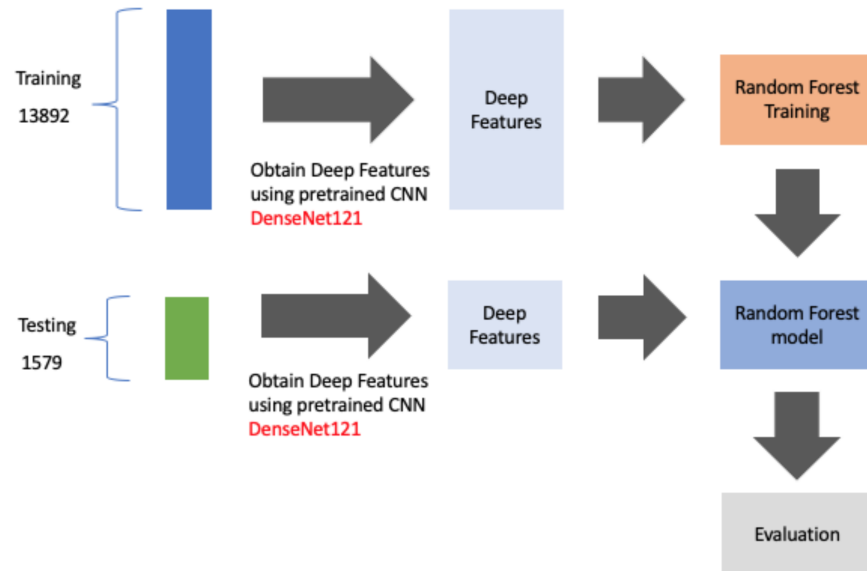 Training
13892
Obtain Deep Features
using pretrained CNN
DenseNet121
Deep
Features
Random Forest
Training
Testing
1579
Obtain Deep Features
using pretrained CNN
DenseNet121
Deep
Features
Random Forest
model
Evaluation